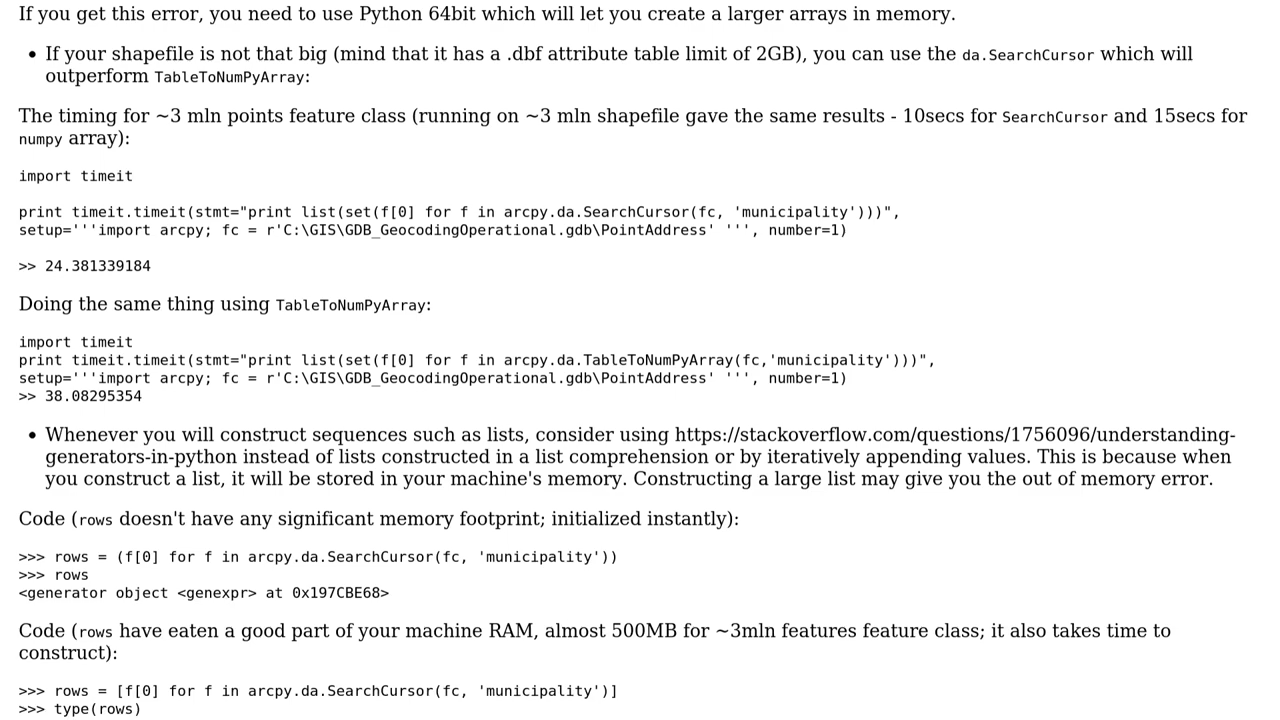 If you get this error, you need to use Python 64bit which will let you create a larger arrays in memory.
• If your shapefile is not that big (mind that it has a .dbf attribute table limit of 2GB), you can use the da.SearchCursor which will
outperform TableToNumPyArray:
The timing for ~3 mln points feature class (running on ~3 mln shapefile gave the same results - 10secs for SearchCursor and 15secs for
numpy array):
import timeit
print timeit.timeit(stmt="print list(set(f[0] for f in arcpy.da.SearchCursor(fc, 'municipality')))",
setup='''import arcpy; fc = r'C:\GIS\GDB_GeocodingOperational.gdb\PointAddress' ''', number=1)
>> 24.381339184
Doing the same thing using TableToNumPyArray:
import timeit
print timeit.timeit(stmt="print list(set(f[0] for f in arcpy.da.TableToNumPyArray(fc,'municipality')))",
setup='''import arcpy; fc = r'C:\GIS\GDB_GeocodingOperational.gdb\PointAddress' ''', number=1)
>> 38.08295354
• Whenever you will construct sequences such as lists, consider using https://stackoverflow.com/questions/1756096/understanding-
generators-in-python instead of lists constructed in a list comprehension or by iteratively appending values. This is because when
you construct a list, it will be stored in your machine's memory. Constructing a large list may give you the out of memory error.
Code (rows doesn't have any significant memory footprint; initialized instantly):
>>> rows = (f[0] for f in arcpy.da.SearchCursor(fc, 'municipality'))
>>> rows
<generator object <genexpr> at 0x197CBE68>
Code (rows have eaten a good part of your machine RAM, almost 500MB for ~3mln features feature class; it also takes time to
construct):
>>> rows = [f[0] for f in arcpy.da.SearchCursor(fc, 'municipality')]
>>> type(rows)